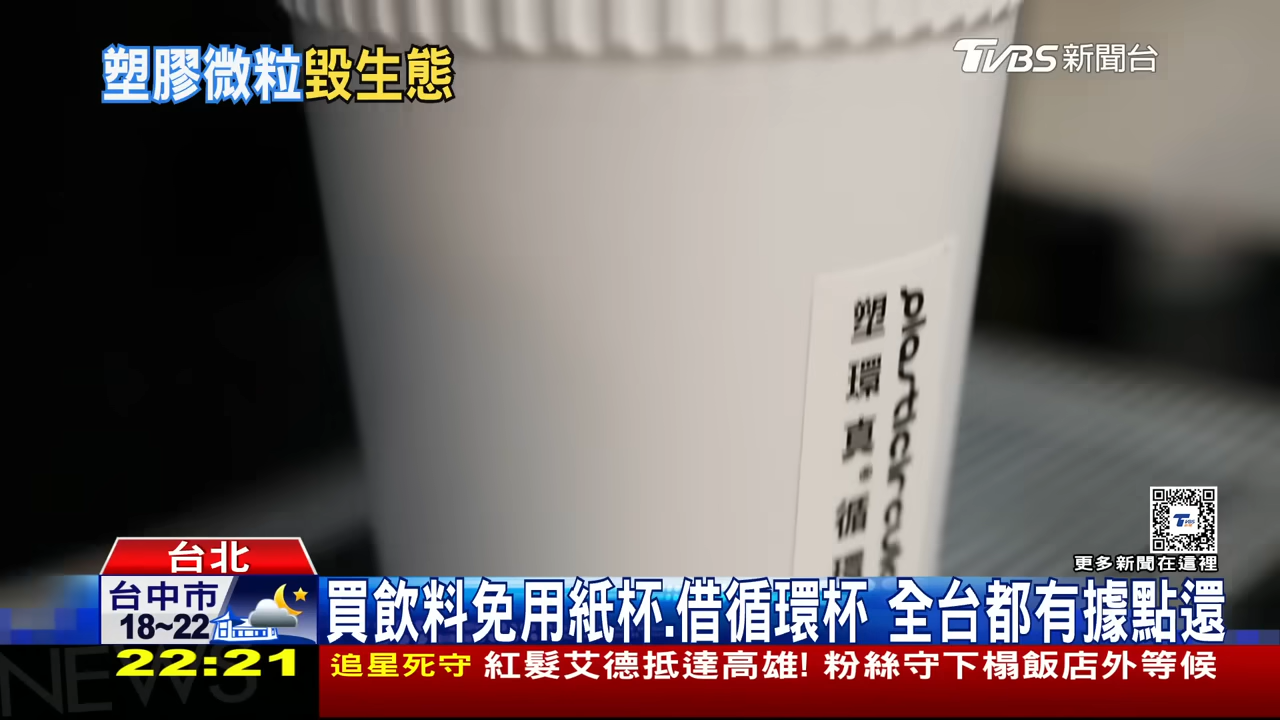 塑膠微粒毀生態
TVBS新聞台
塑環真。循
更多新聞在這裡
台北
台中市
18~22
買飲料免用紙杯.借循環杯 全台都有據點還
22:21
追星死守 紅髮艾德抵達高雄! 粉絲守下榻飯店外等候
NEWS